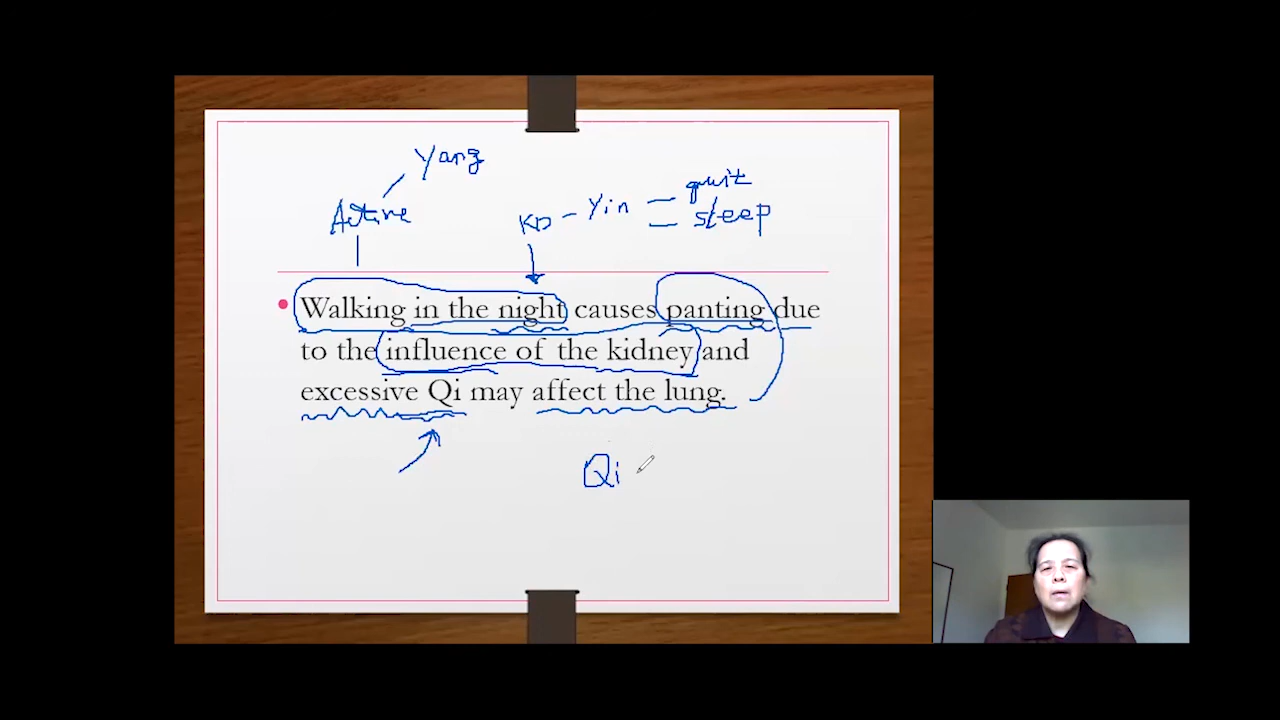 Yang
Active
KD - Yin = quit
sleep
Walking in the night causes panting due
to the influence of the kidney and
excessive Qi may affect the lung.
Qi